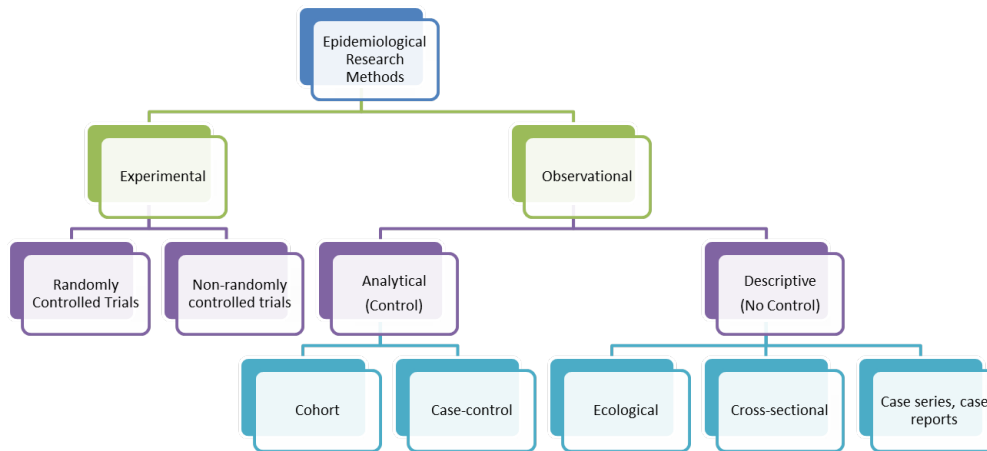 Epidemiological
Research
Methods
Experimental
Observational
Randomly
Controlled Trials
Non-randomly
controlled trials
Analytical
(Control)
Descriptive
(No Control)
Cohort
Case-control
Ecological
Cross-sectional
Case series, case
reports